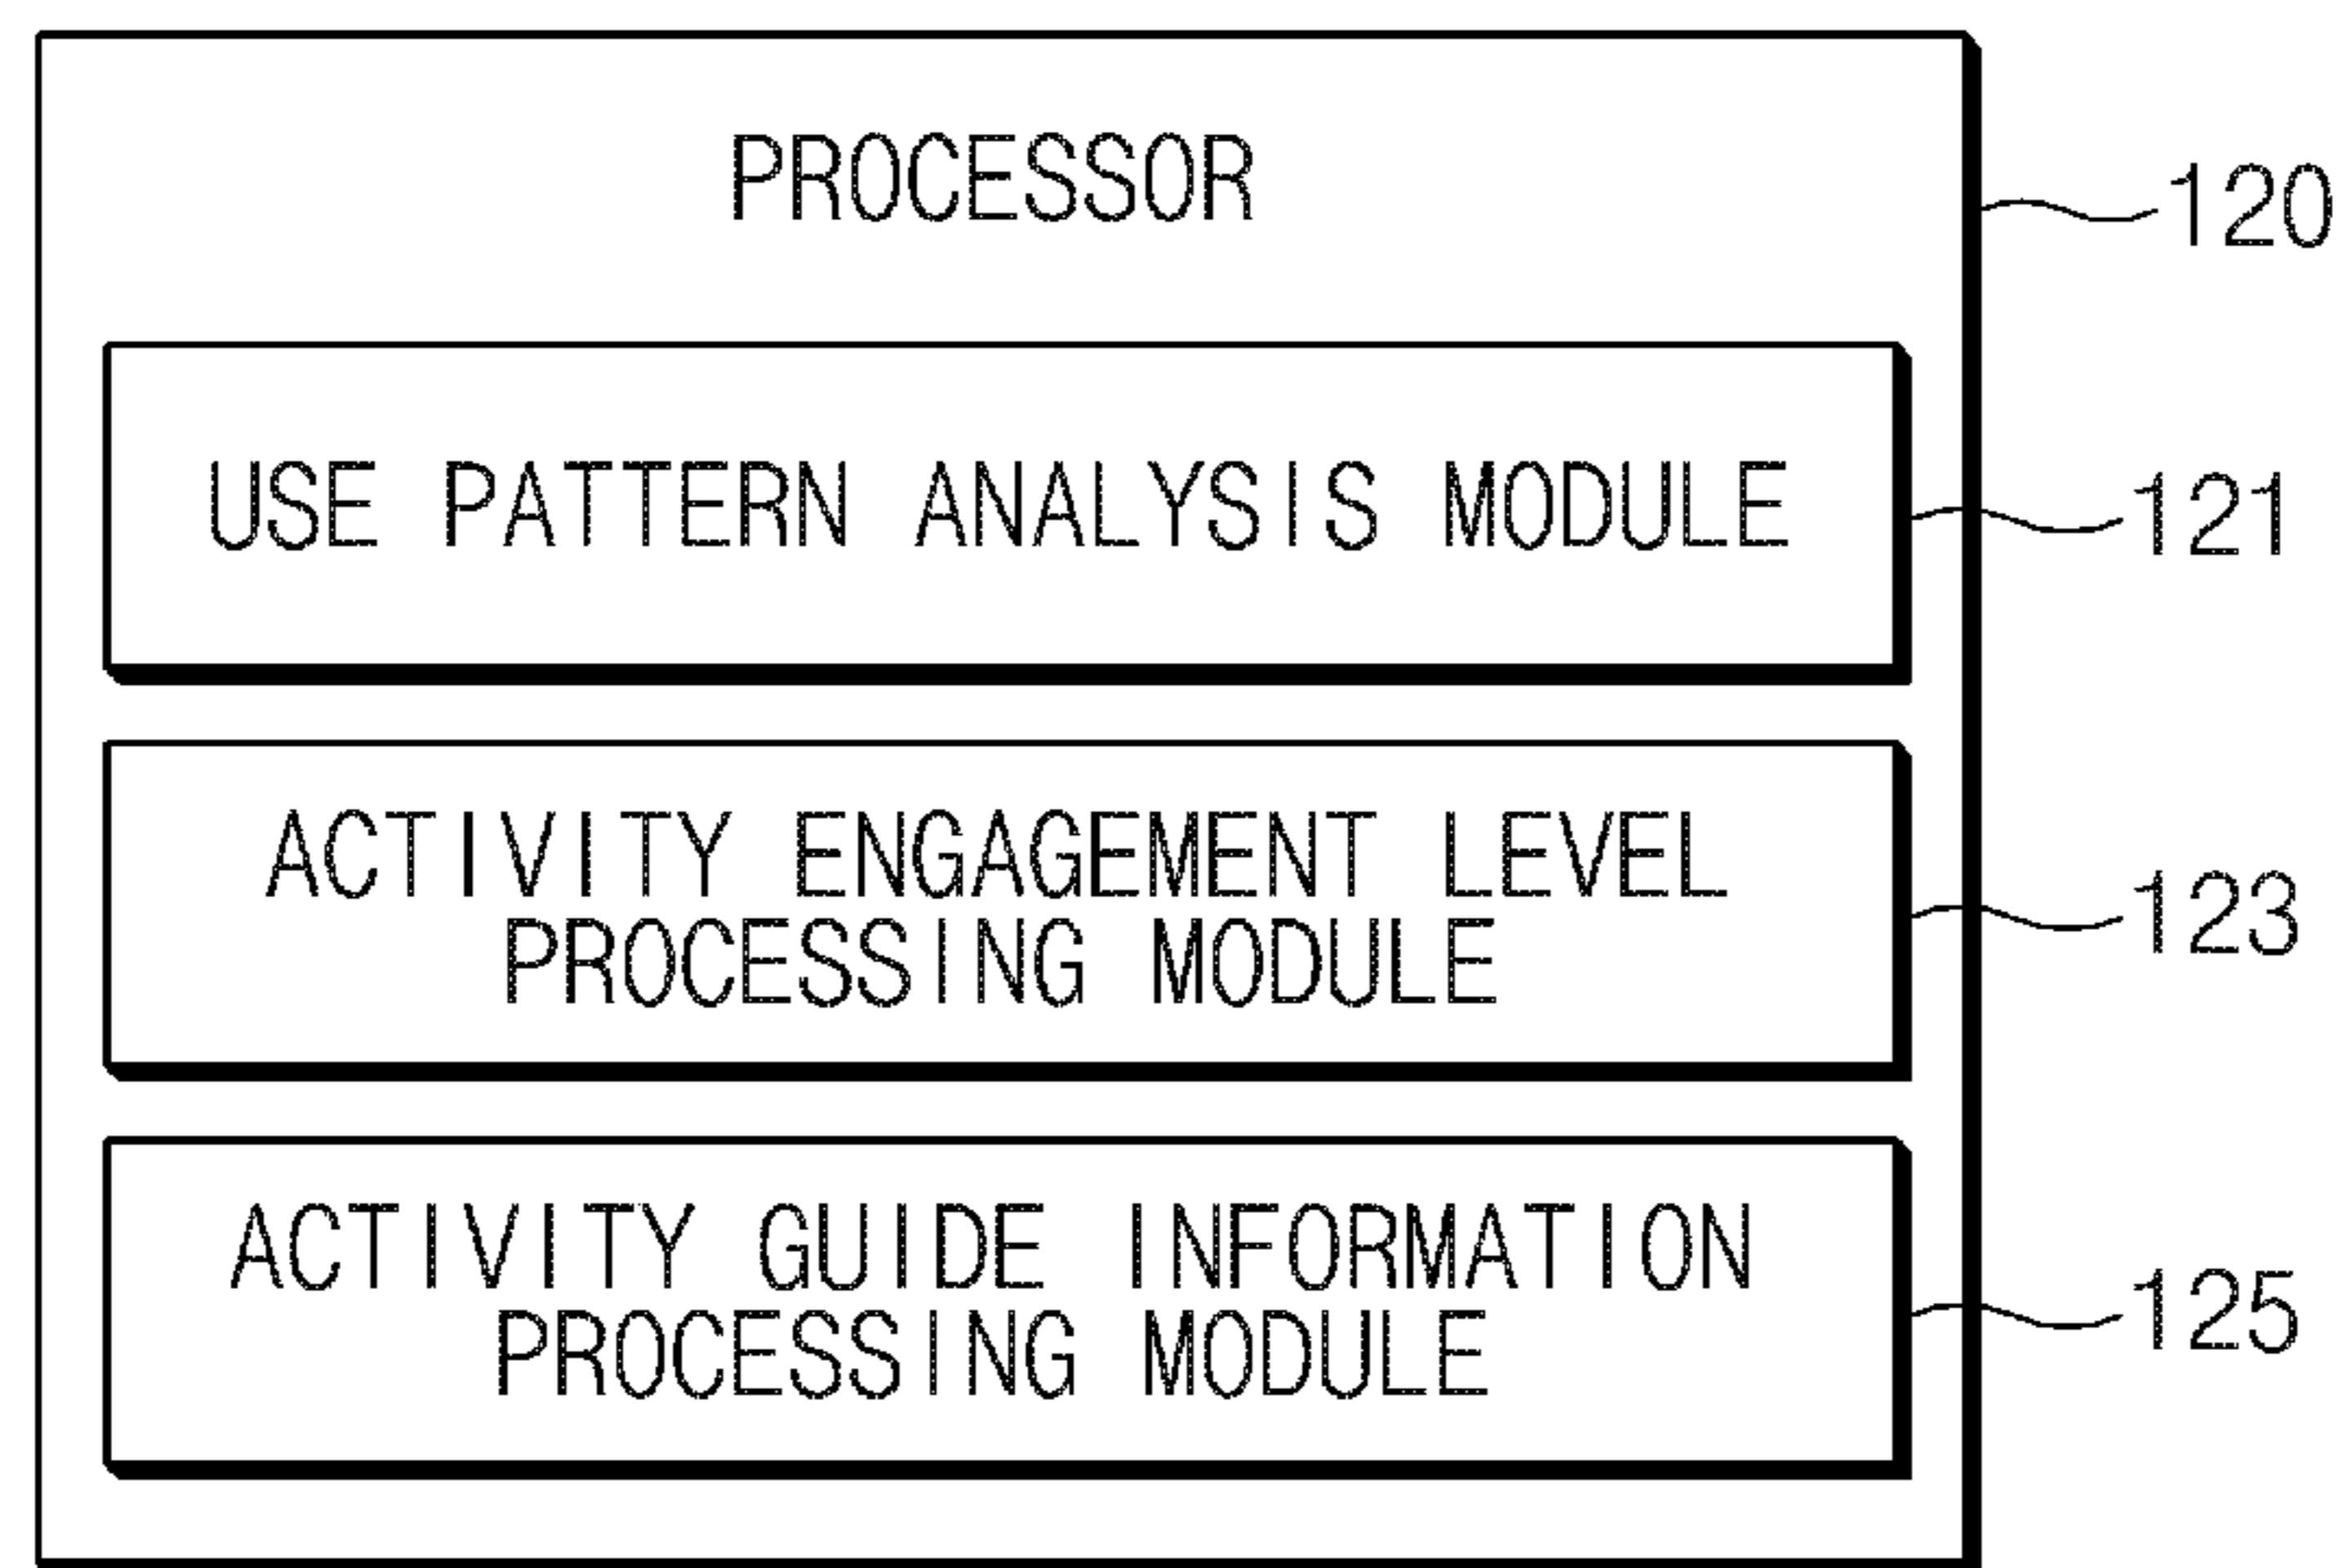 PROCESSOR
120
USE PATTERN ANALYSIS MODULE
121
ACTIVITY ENGAGEMENT LEVEL
PROCESSING MODULE
123
ACTIVITY GUIDE INFORMATION
PROCESSING MODULE
125